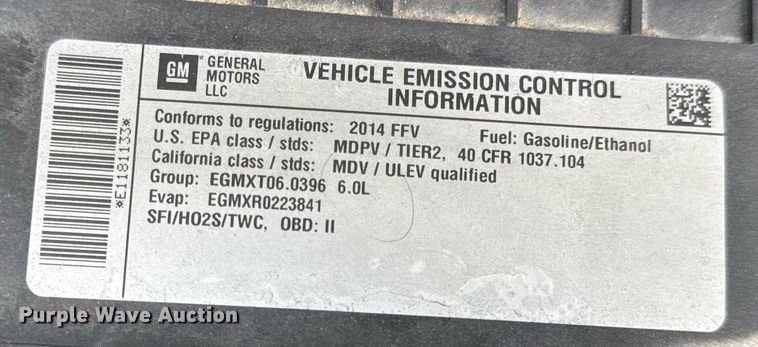 GM
GENERAL
MOTORS
LLC
VEHICLE EMISSION CONTROL
INFORMATION
Conforms to regulations: 2014 FFV Fuel: Gasoline/Ethanol
U.S. EPA class / stds: MDPV / TIER2, 40 CFR 1037.104
California class / stds: MDV / ULEV qualified
Group: EGMXT06.0396 6.0L
Evap: EGMXR0223841
SFI/HO2S/TWC, OBD: II
*E1181133*
Purple Wave Auction